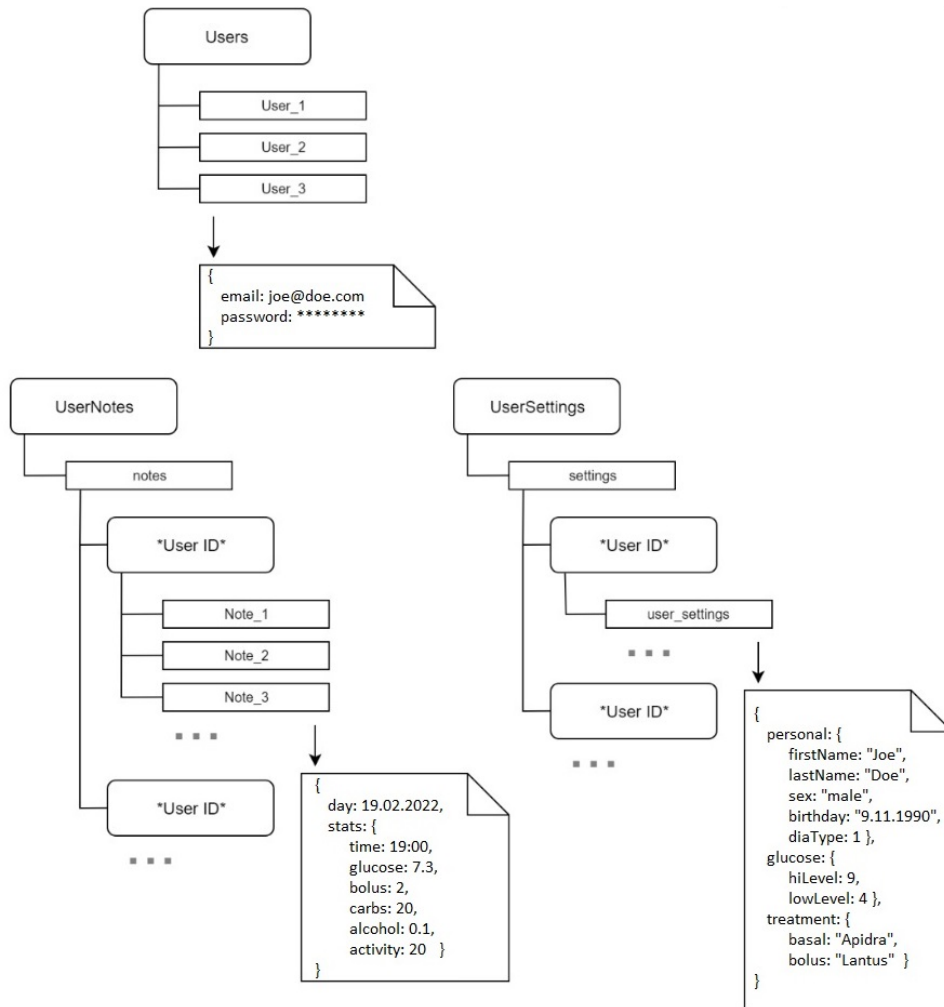 Users
User_1
User_2
User_3
{
email: joe@doe.com
password: ********
}
UserNotes
notes
*User ID*
Note_1
Note_2
Note_3
*User ID*
{
day: 19.02.2022,
stats: {
time: 19:00,
glucose: 7.3,
bolus: 2,
carbs: 20,
alcohol: 0.1,
activity: 20 }
}
UserSettings
settings
*User ID*
user_settings
*User ID*
{
personal: {
firstName: "Joe",
lastName: "Doe",
sex: "male",
birthday: "9.11.1990",
diaType: 1 },
glucose: {
hiLevel: 9,
lowLevel: 4 },
treatment: {
basal: "Apidra",
bolus: "Lantus" }
}